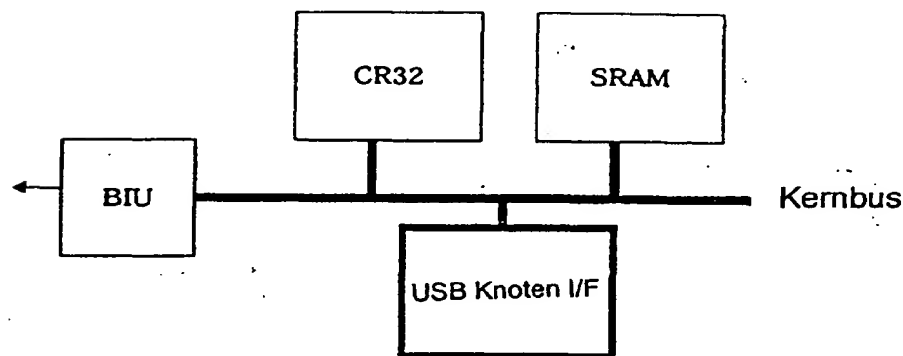 CR32
SRAM
BIU
Kernbus
USB Knoten I/F